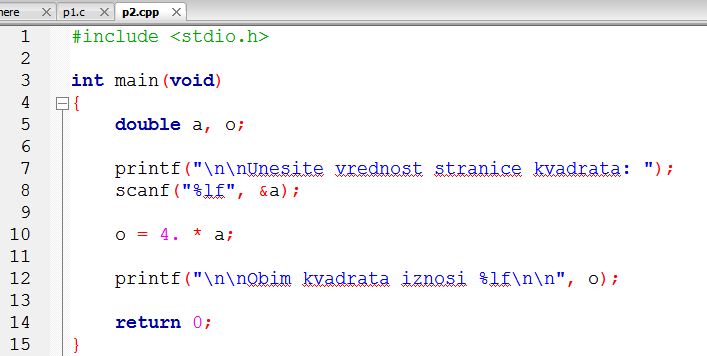 here p1.c p2.cpp
1 #include <stdio.h>
2
3 int main(void)
4 {
5 double a, o;
6
7 printf("\n\nUnesite vrednost stranice kvadrata: ");
8 scanf("%lf", &a);
9
10 o = 4. * a;
11
12 printf("\n\nObim kvadrata iznosi %lf\n\n", o);
13
14 return 0;
15 }